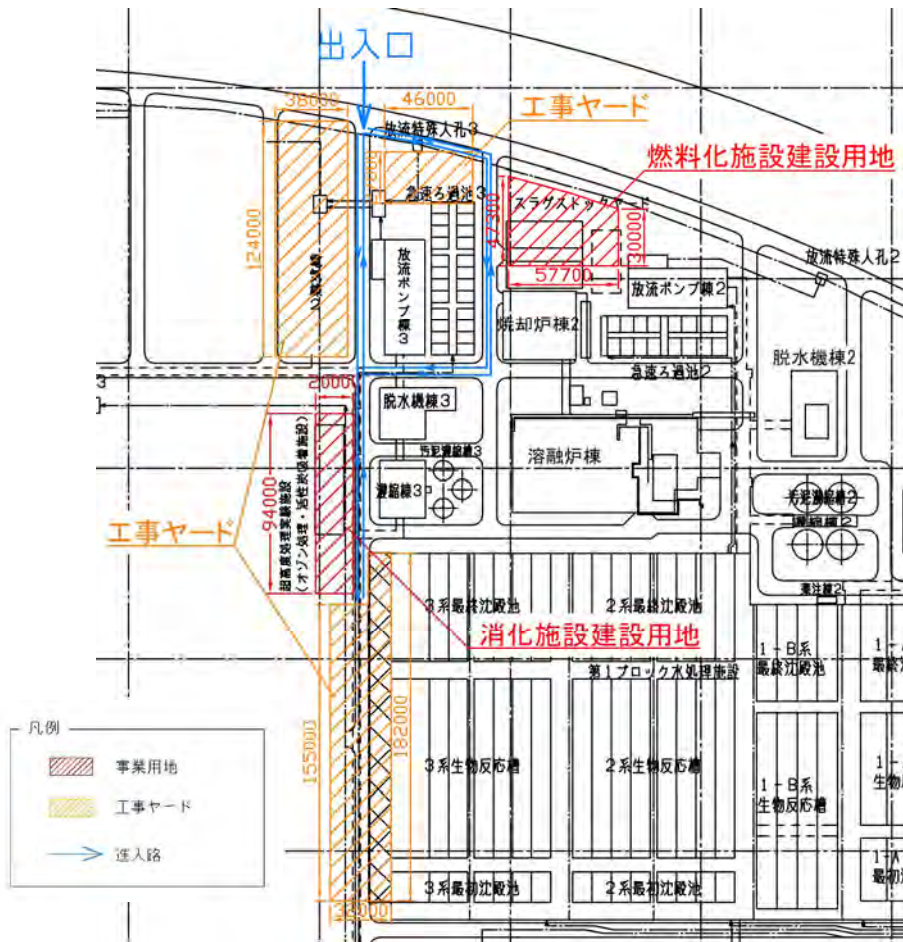 出入口
38000
46000
工事ヤード
放流特殊人孔3
燃料化施設建設用地
急速ろ過池3
スラグストックヤード
124000
47300
30000
57700
放流特殊人孔2
放流ポンプ棟3
放流ポンプ棟2
焼却炉棟2
脱水機棟2
急速ろ過池2
脱水機棟3
3
汚泥濃縮棟3
溶融炉棟
濃縮棟3
94000
超高度処理実験施設
(オゾン処理・活性炭吸着施設)
工事ヤード
汚泥濃縮槽2
濃縮棟2
薬注棟2
3系最終沈殿池
2系最終沈殿池
消化施設建設用地
1-B系
最終沈殿池
第1ブロック水処理施設
155000
182000
3系生物反応槽
2系生物反応槽
1-B系
生物反応槽
3系最初沈殿池
2系最初沈殿池
凡例
事業用地
工事ヤード
進入路